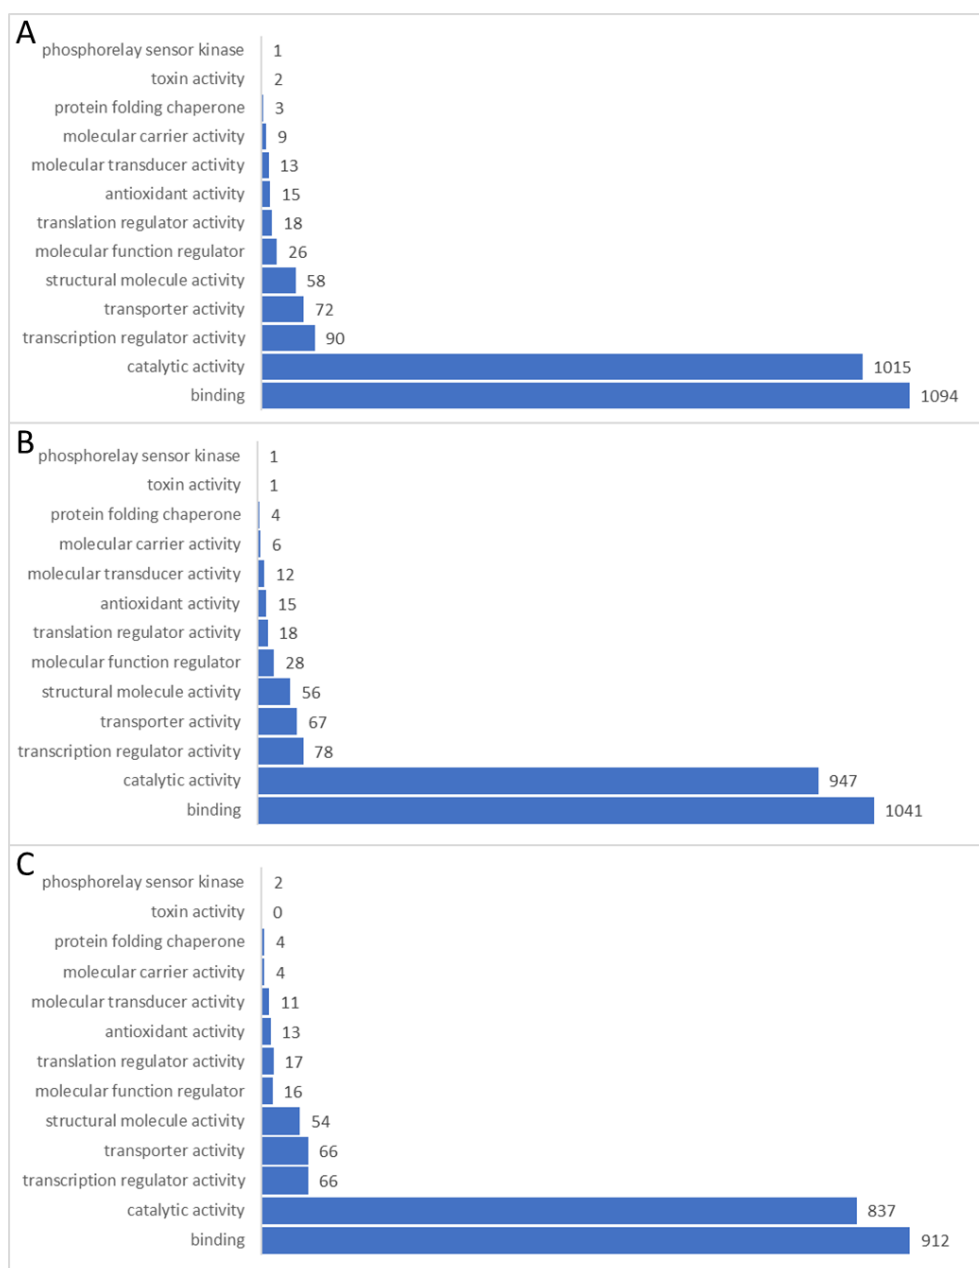 A
phosphorelay sensor kinase 1
toxin activity 2
protein folding chaperone 3
molecular carrier activity 9
molecular transducer activity 13
antioxidant activity 15
translation regulator activity 18
molecular function regulator 26
structural molecule activity 58
transporter activity 72
transcription regulator activity 90
catalytic activity 1015
binding 1094
B
phosphorelay sensor kinase 1
toxin activity 1
protein folding chaperone 4
molecular carrier activity 6
molecular transducer activity 12
antioxidant activity 15
translation regulator activity 18
molecular function regulator 28
structural molecule activity 56
transporter activity 67
transcription regulator activity 78
catalytic activity 947
binding 1041
C
phosphorelay sensor kinase 2
toxin activity 0
protein folding chaperone 4
molecular carrier activity 4
molecular transducer activity 11
antioxidant activity 13
translation regulator activity 17
molecular function regulator 16
structural molecule activity 54
transporter activity 66
transcription regulator activity 66
catalytic activity 837
binding 912